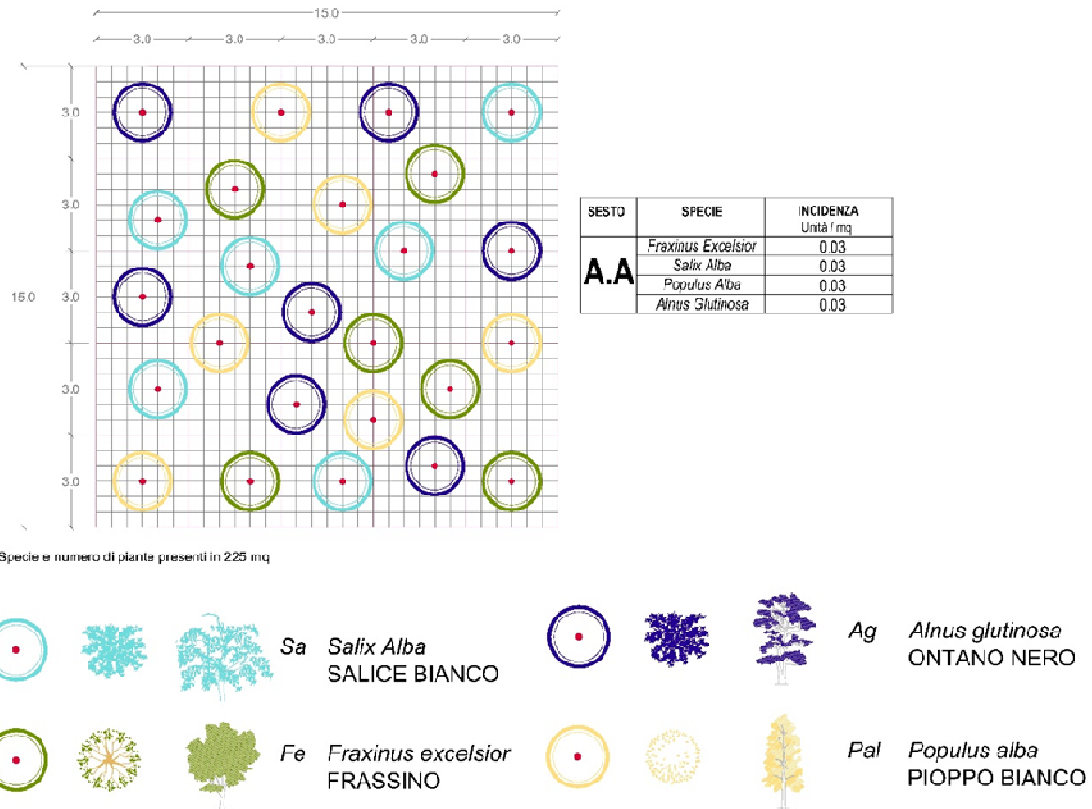 15.0
3.0 3.0 3.0 3.0 3.0
3.0
3.0
15.0 3.0
3.0
3.0
SESTO SPECIE INCIDENZA
Unità / mq
A.A
Fraxinus Excelsior 0.03
Salix Alba 0.03
Populus Alba 0.03
Alnus Glutinosa 0.03
Specie e numero di piante presenti in 225 mq
Sa Salix Alba
SALICE BIANCO
Ag Alnus glutinosa
ONTANO NERO
Fe Fraxinus excelsior
FRASSINO
Pal Populus alba
PIOPPO BIANCO